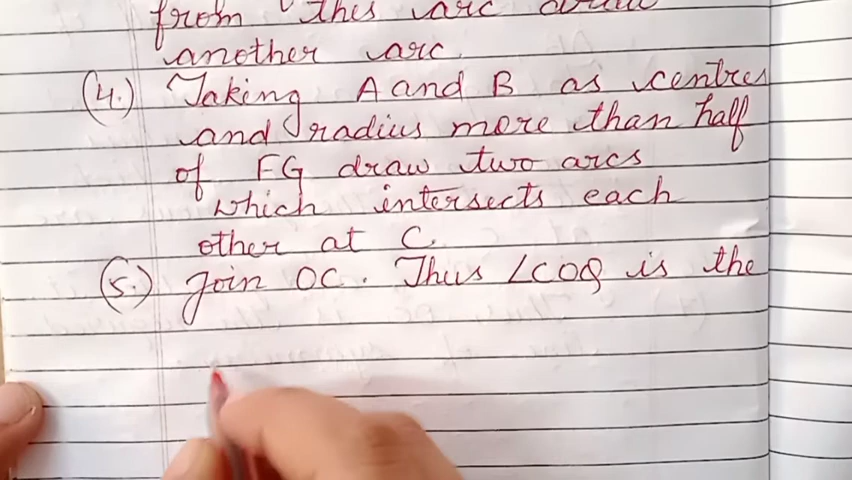 from this arc draw
another arc.
(4.) Taking A and B as centres
and radius more than half
of FG draw two arcs
which intersects each
other at C.
(5.) Join OC. Thus ∠COQ is the